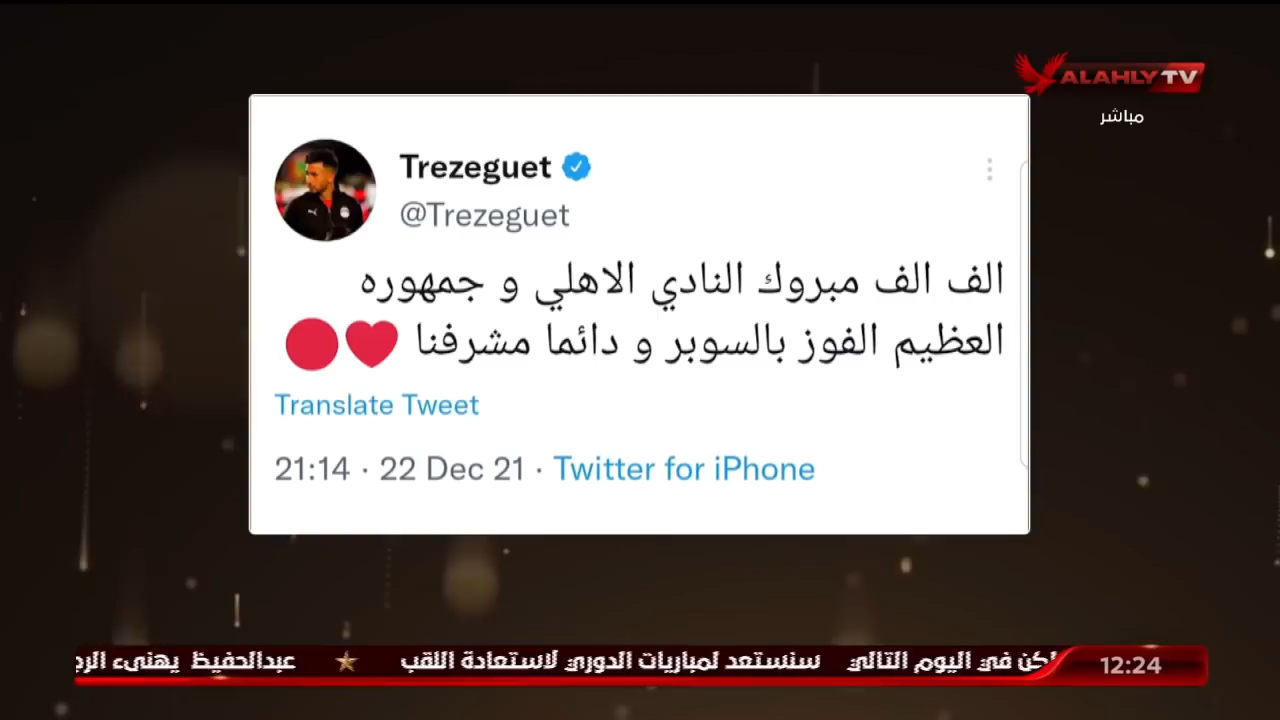 ALAHLY TV
مباشر
Trezeguet
@Trezeguet
الف الف مبروك النادي الاهلي و جمهوره
العظيم الفوز بالسوبر و دائما مشرفنا ❤️🔴
Translate Tweet
21:14 · 22 Dec 21 · Twitter for iPhone
في اليوم التالي سنستعد لمباريات الدوري لاستعادة اللقب ★ عبدالحفيظ يهنىء
12:24